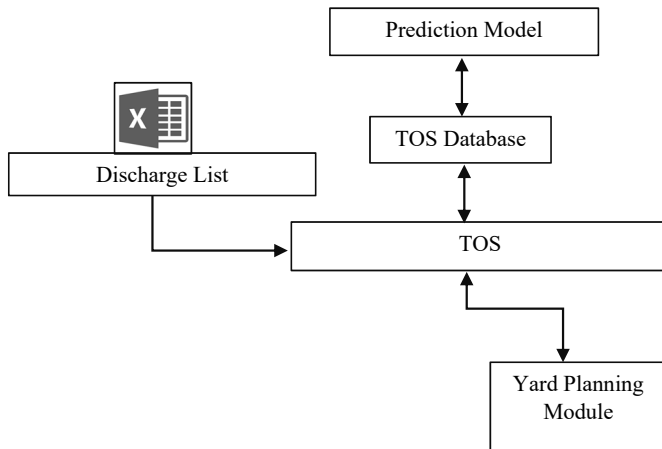 Prediction Model
X
TOS Database
Discharge List
TOS
Yard Planning
Module